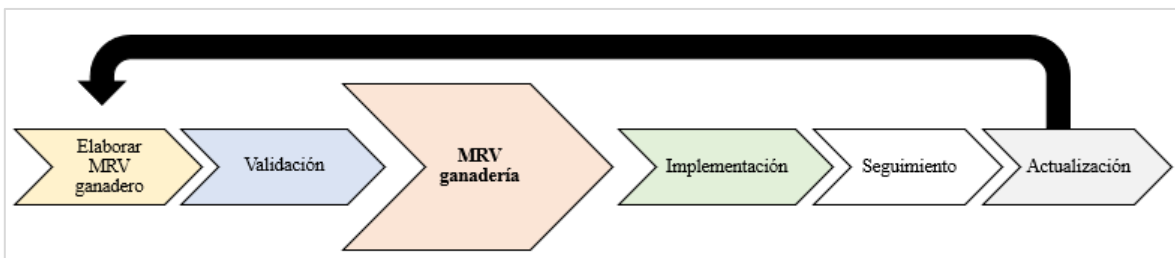 Elaborar
MRV
ganadero
Validación
MRV
ganadería
Implementación
Seguimiento
Actualización